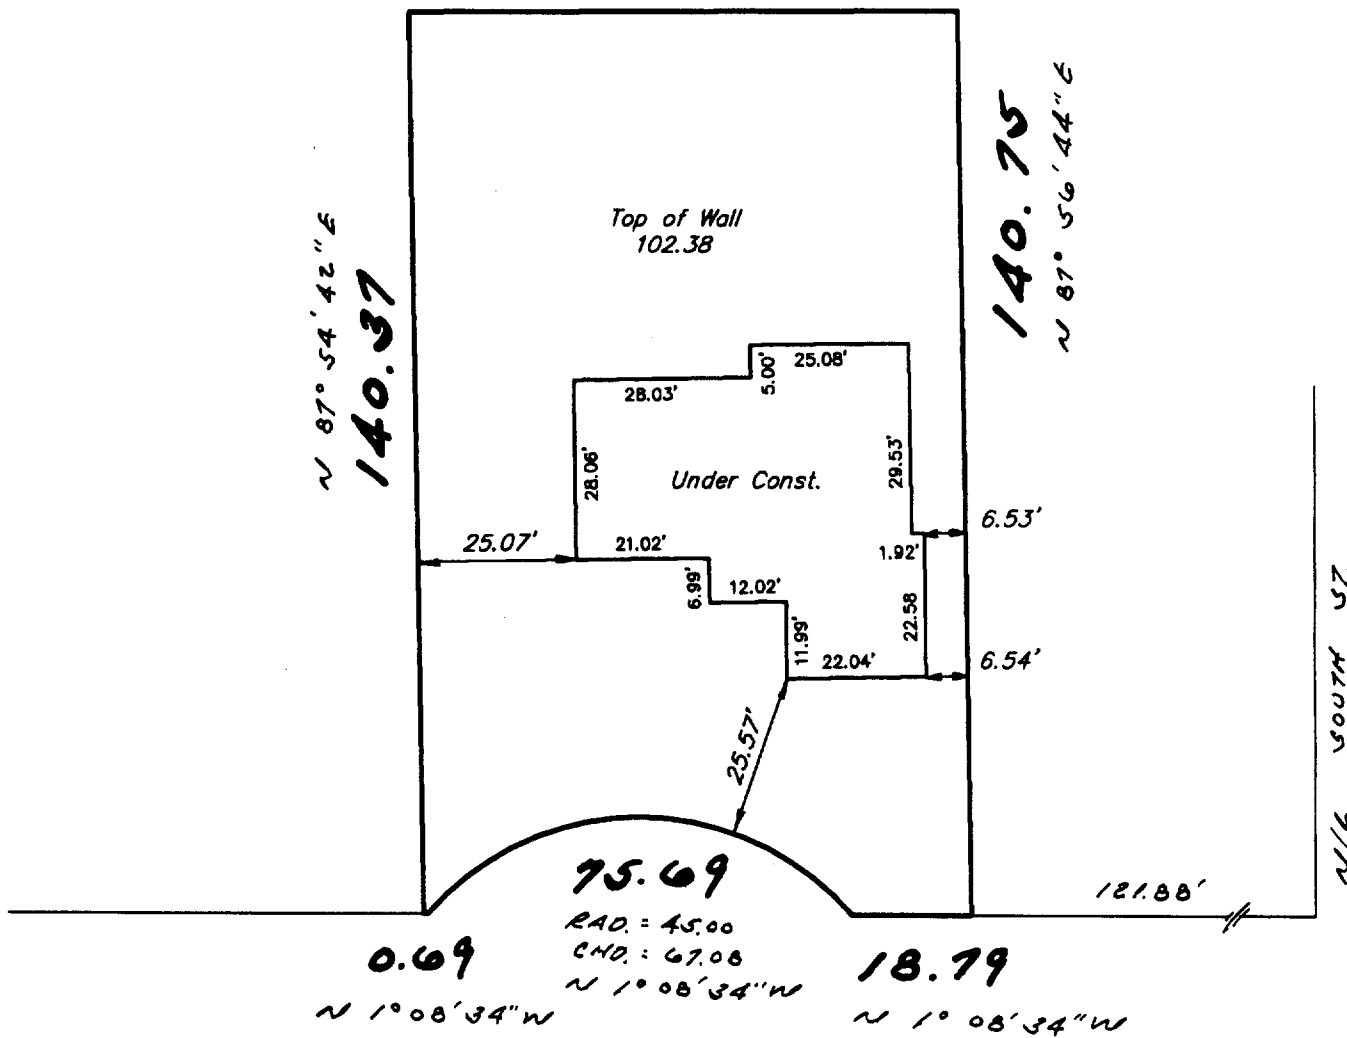 140.75
N 87° 56' 44" E
N 87° 54' 42" E
140.37
Top of Wall
102.38
25.08'
5.00'
28.03'
28.06'
Under Const.
29.53'
6.53'
25.07'
21.02'
1.92'
6.99'
12.02'
22.58
11.99'
22.04'
6.54'
25.57'
SOUTH ST
75.69
RAD. = 45.00
CHD. = 67.08
N 1° 08' 34" W
121.88'
0.69
N 1° 08' 34" W
18.79
N 1° 08' 34" W